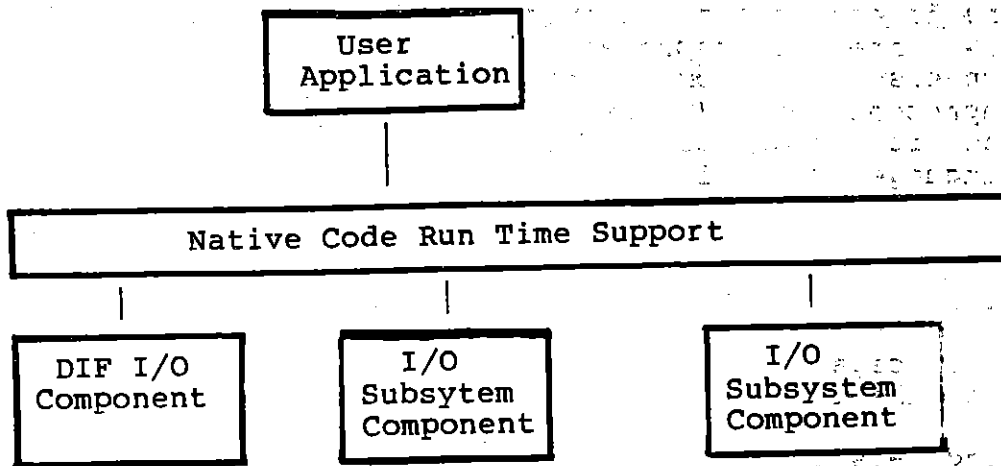 User
Application
Native Code Run Time Support
DIF I/O
Component
I/O
Subsytem
Component
I/O
Subsystem
Component